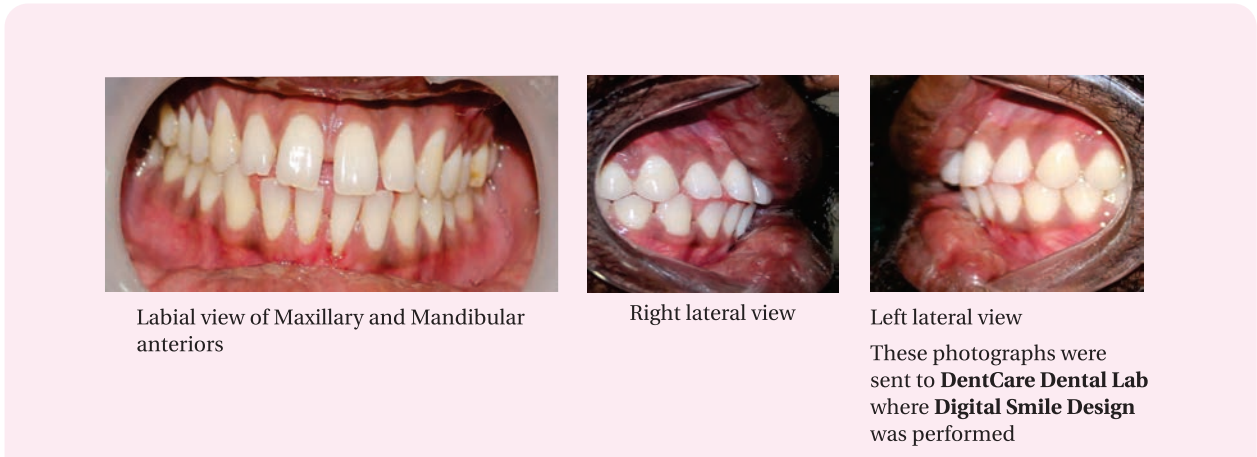 Labial view of Maxillary and Mandibular
anteriors
Right lateral view
Left lateral view
These photographs were
sent to DentCare Dental Lab
where Digital Smile Design
was performed